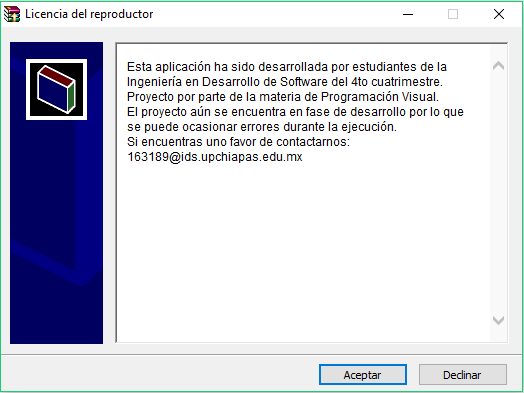 Licencia del reproductor
Esta aplicación ha sido desarrollada por estudiantes de la
Ingeniería en Desarrollo de Software del 4to cuatrimestre.
Proyecto por parte de la materia de Programación Visual.
El proyecto aún se encuentra en fase de desarrollo por lo que
se puede ocasionar errores durante la ejecución.
Si encuentras uno favor de contactarnos:
163189@ids.upchiapas.edu.mx
Aceptar
Declinar